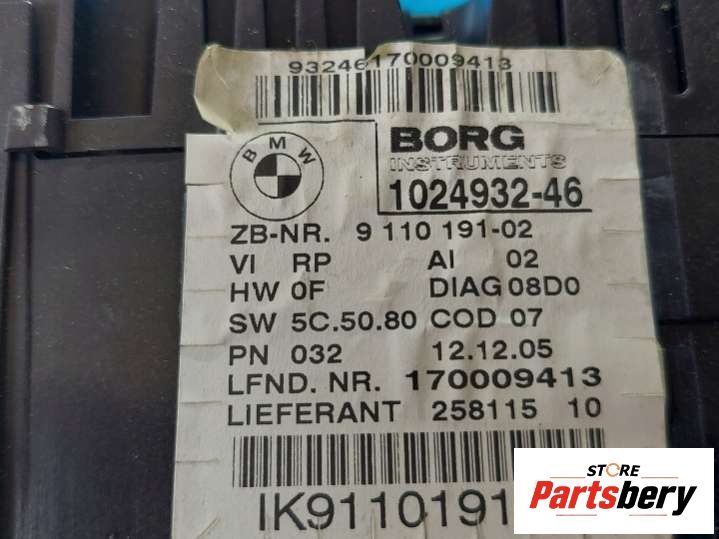 93246170009413
BMW
BORG
INSTRUMENTS
1024932-46
ZB-NR. 9 110 191-02
VI RP AI 02
HW 0F DIAG 08D0
SW 5C.50.80 COD 07
PN 032 12.12.05
LFND. NR. 170009413
LIEFERANT 258115 10
IK9110191
STORE
Partsbery